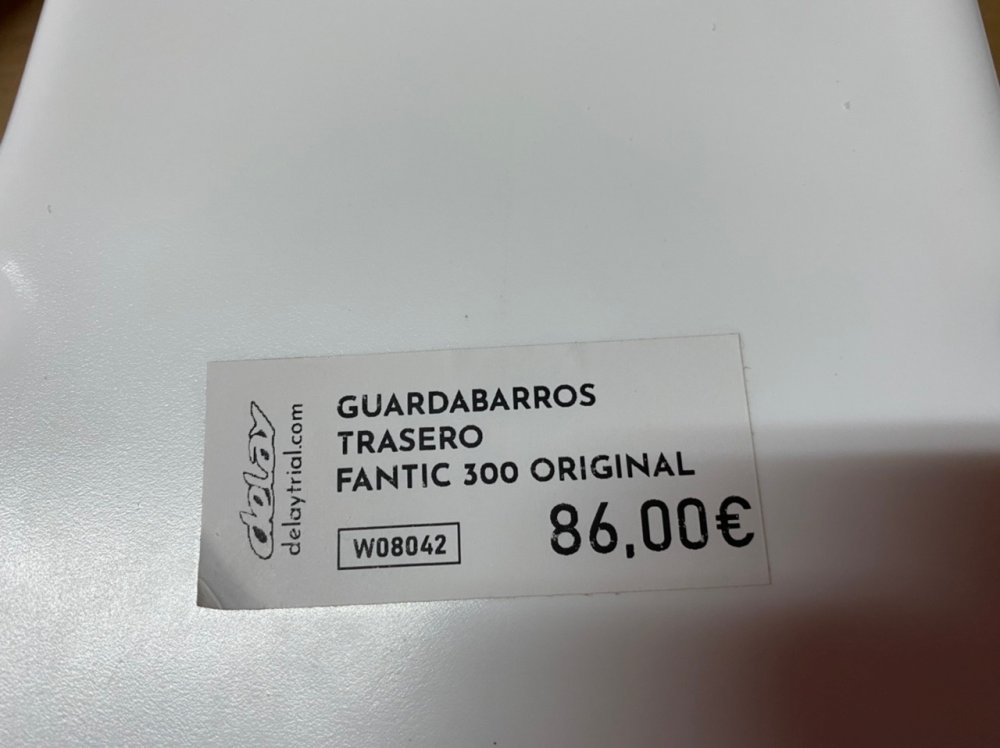 delay
delaytrial.com
GUARDABARROS
TRASERO
FANTIC 300 ORIGINAL
W08042
86,00€